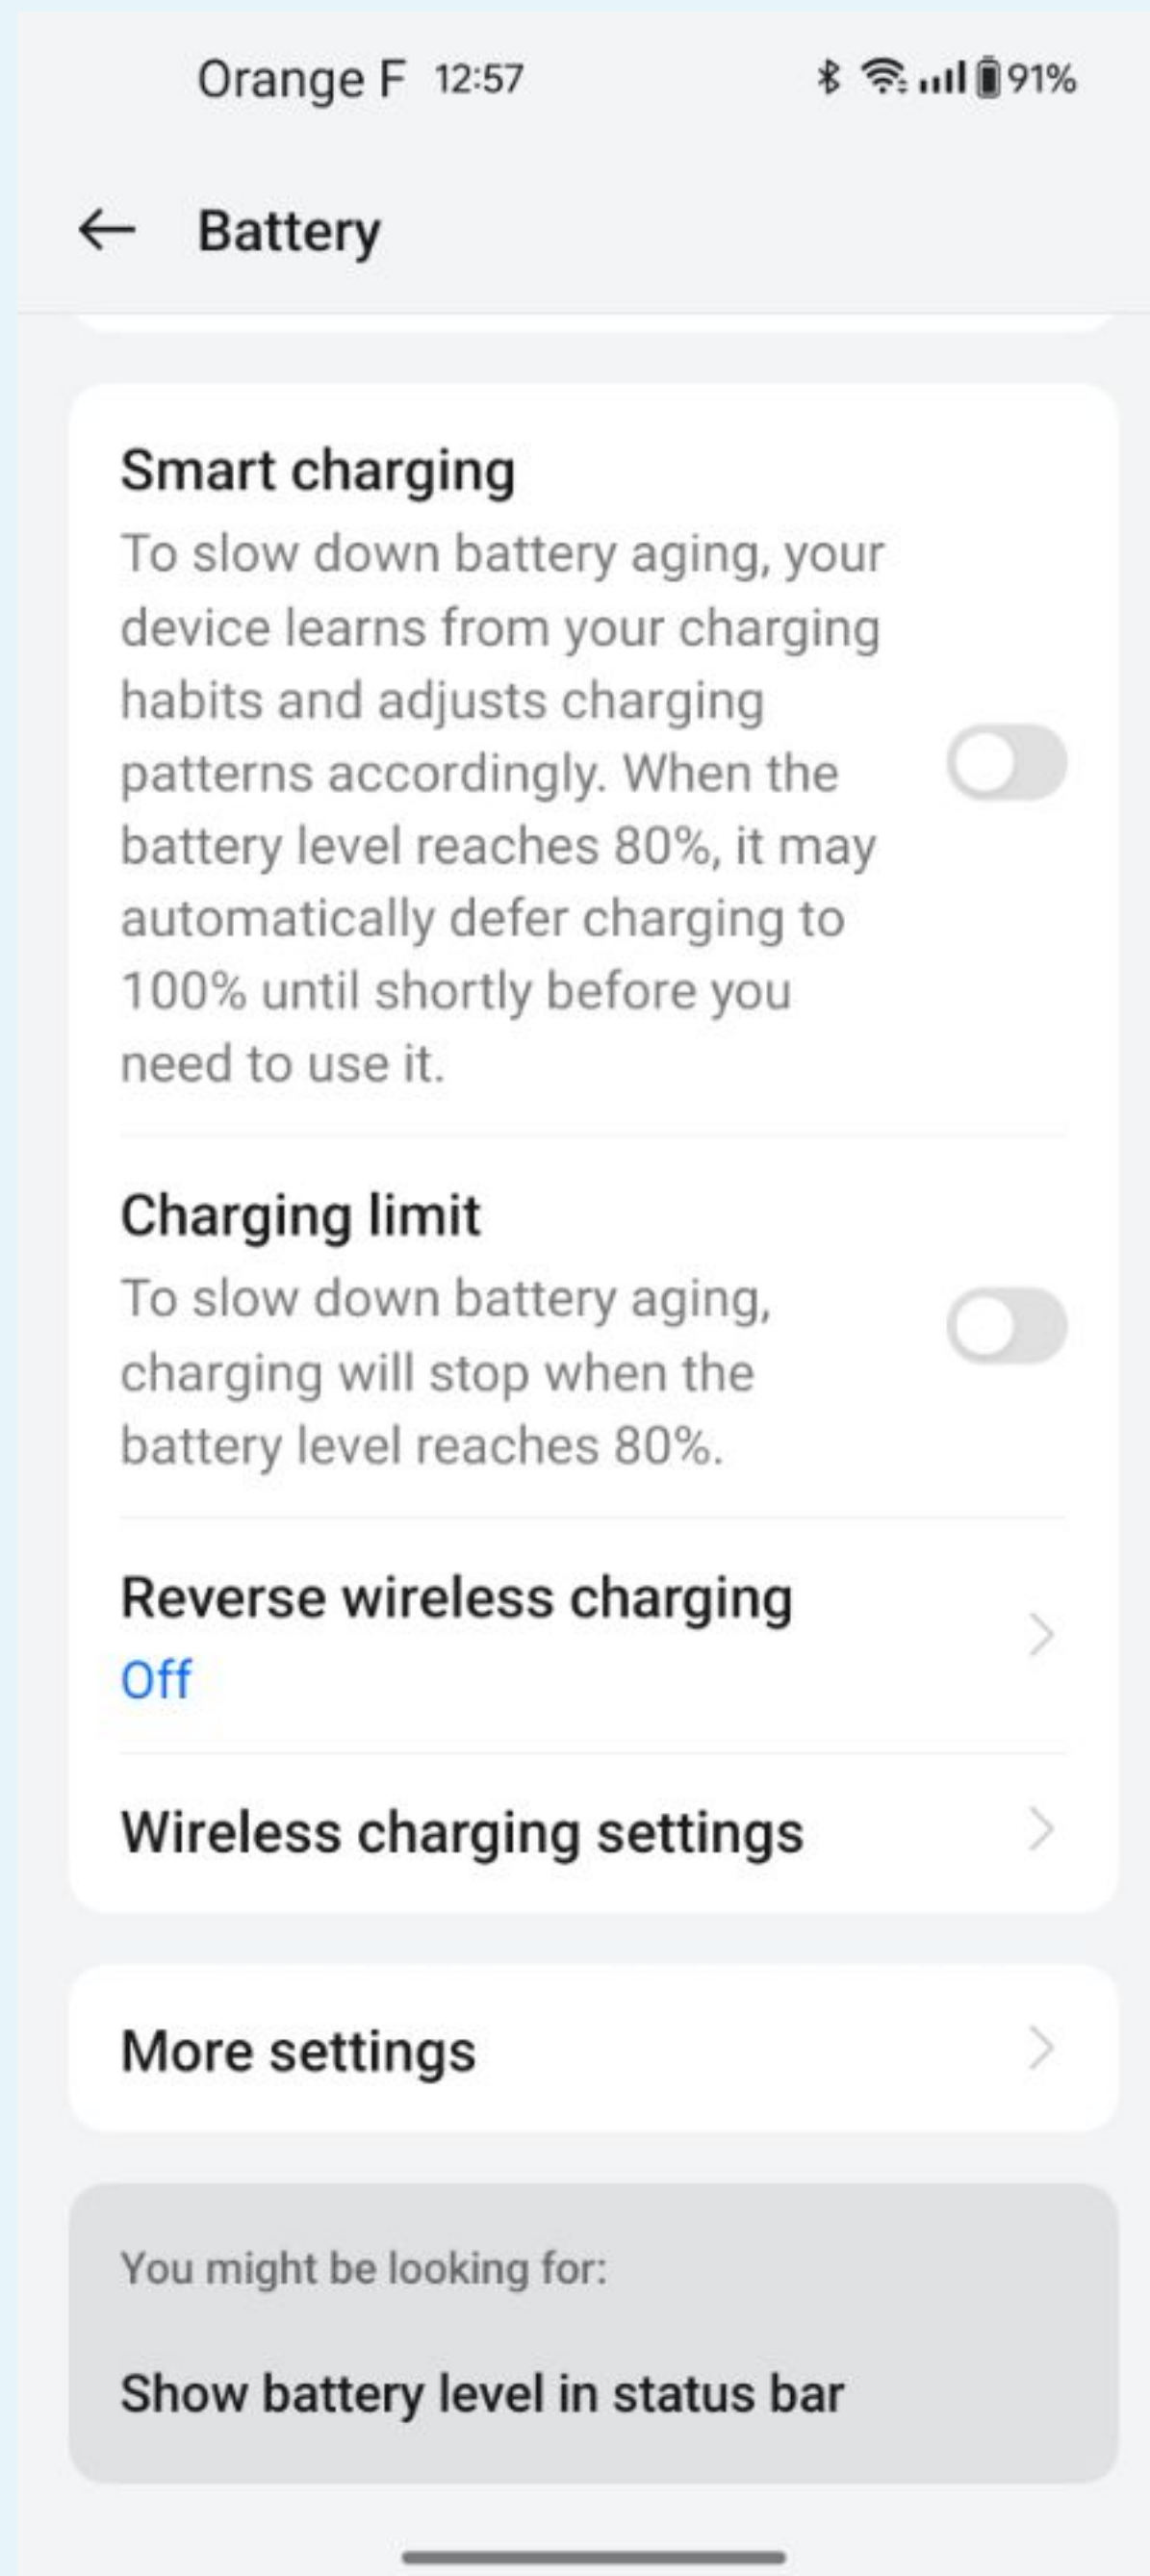 Orange F 12:57 91%
Battery
Smart charging
To slow down battery aging, your
device learns from your charging
habits and adjusts charging
patterns accordingly. When the
battery level reaches 80%, it may
automatically defer charging to
100% until shortly before you
need to use it.
Charging limit
To slow down battery aging,
charging will stop when the
battery level reaches 80%.
Reverse wireless charging
Off
Wireless charging settings
More settings
You might be looking for:
Show battery level in status bar